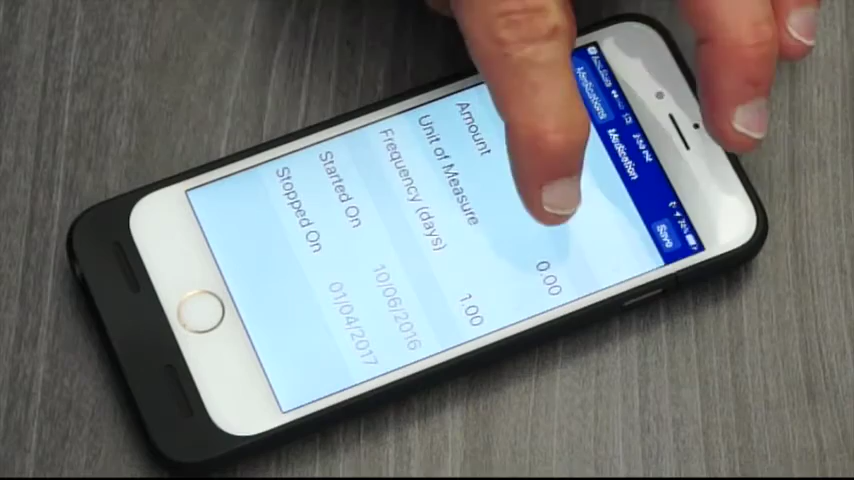 Medications
Medication
Save
Amount
0.00
Unit of Measure
Frequency (days)
1.00
Started On
10/06/2016
Stopped On
01/04/2017